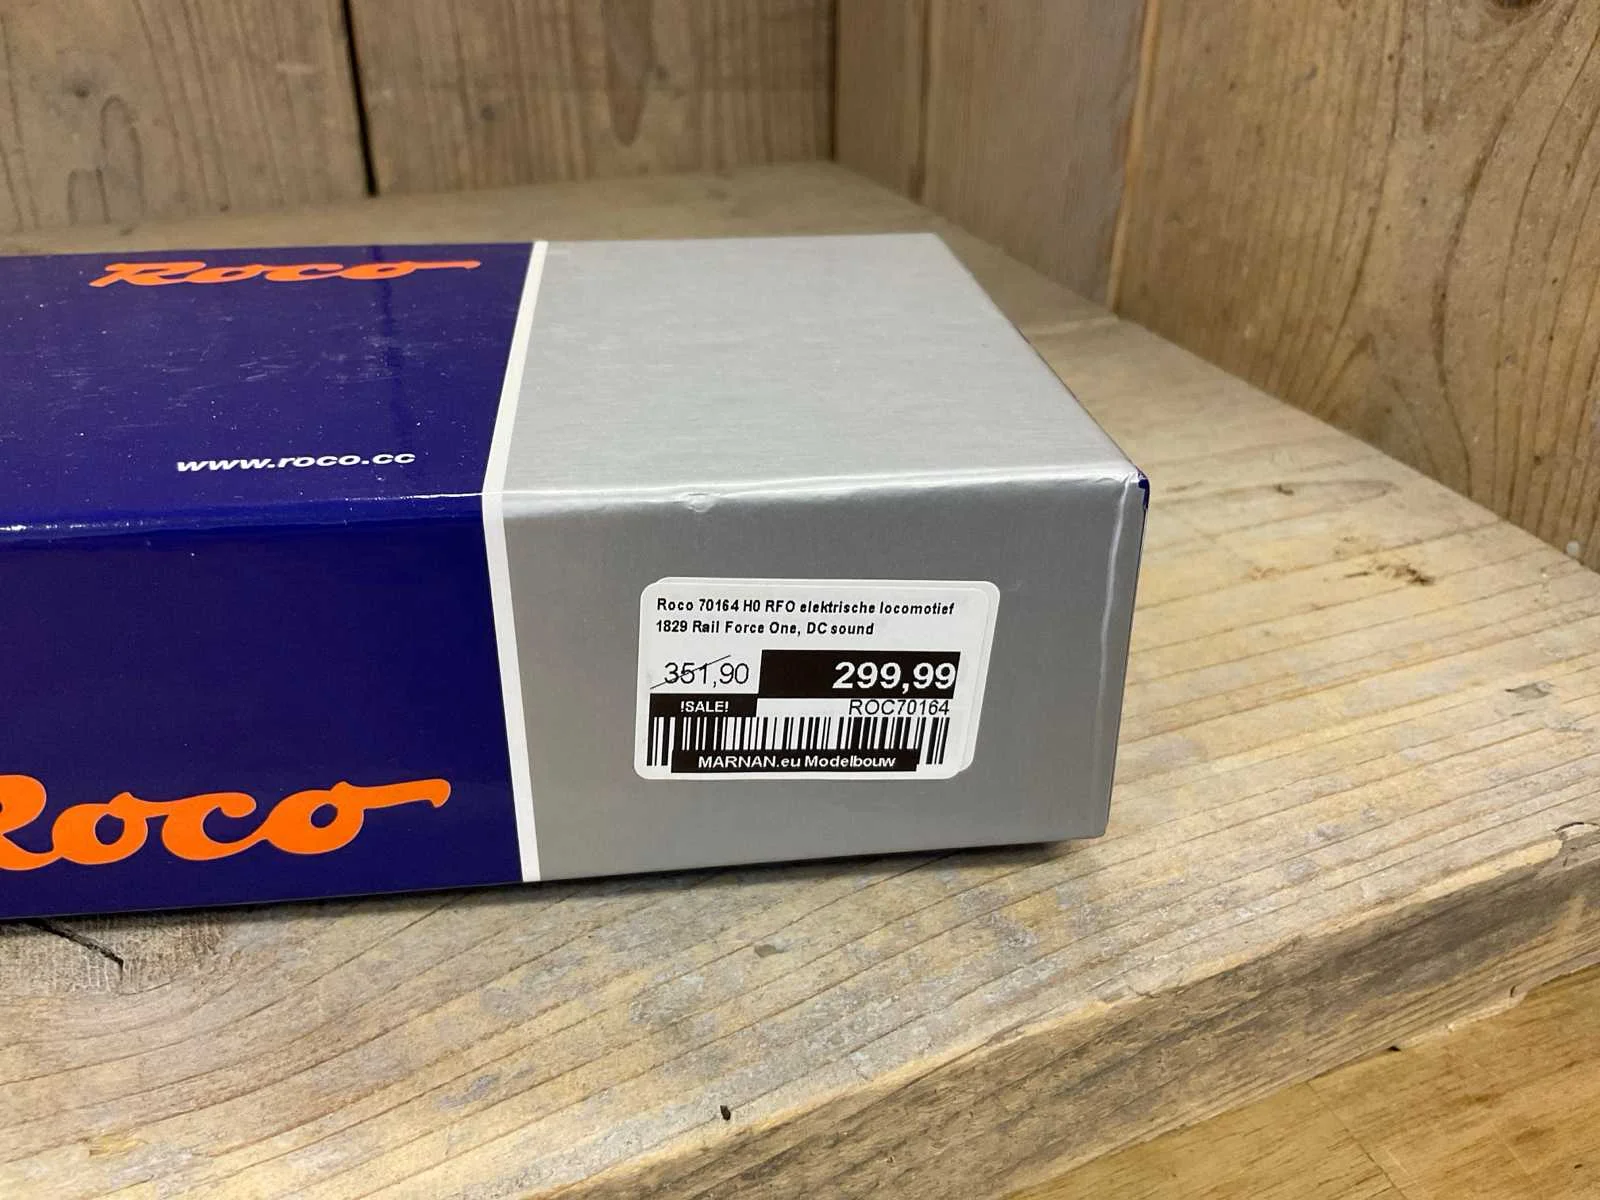 Roco
www.roco.cc
Roco
Roco 70164 H0 RFO elektrische locomotief
1829 Rail Force One, DC sound
351,90
299,99
!SALE!
ROC70164
MARNAN.eu Modelbouw